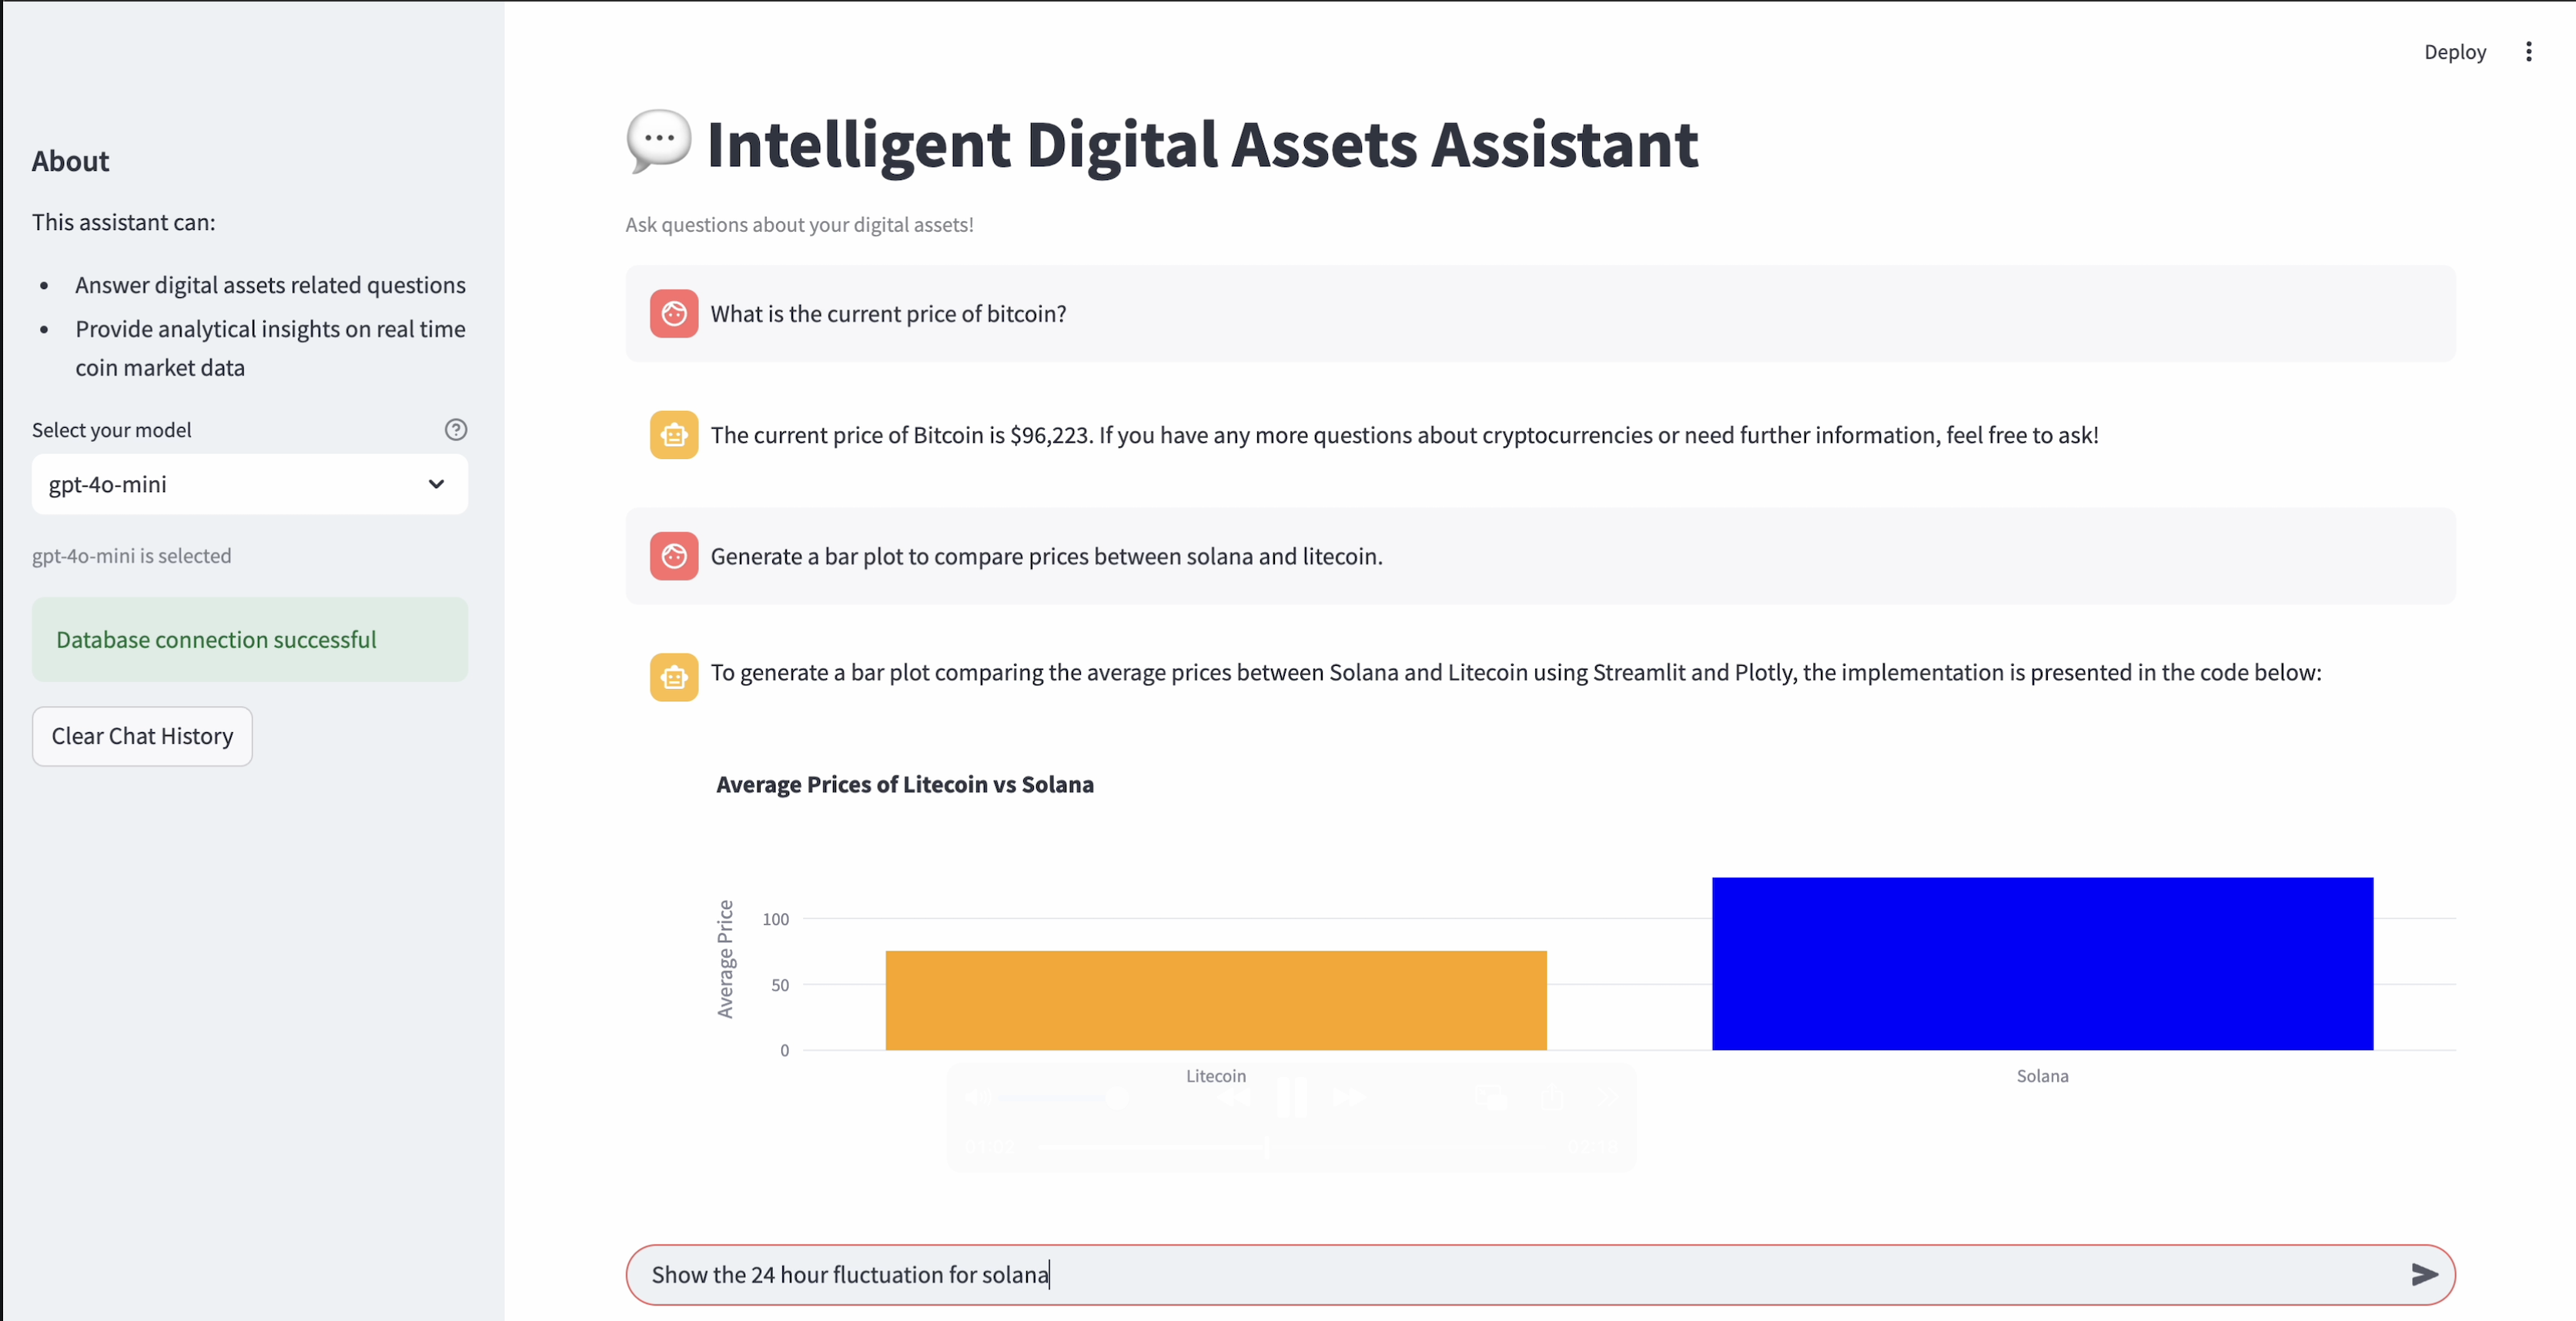 Deploy
About
This assistant can:
Answer digital assets related questions
Provide analytical insights on real time
coin market data
Select your model
gpt-4o-mini
gpt-4o-mini is selected
Database connection successful
Clear Chat History
Intelligent Digital Assets Assistant
Ask questions about your digital assets!
What is the current price of bitcoin?
The current price of Bitcoin is $96,223. If you have any more questions about cryptocurrencies or need further information, feel free to ask!
Generate a bar plot to compare prices between solana and litecoin.
To generate a bar plot comparing the average prices between Solana and Litecoin using Streamlit and Plotly, the implementation is presented in the code below:
Average Prices of Litecoin vs Solana
Average Price
100
50
0
Litecoin
Solana
Show the 24 hour fluctuation for solana